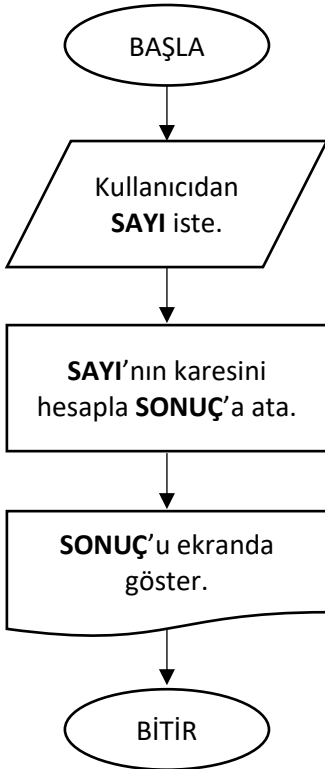 BAŞLA
Kullanıcıdan
SAYI iste.
SAYI’nın karesini
hesapla SONUÇ’a ata.
SONUÇ’u ekranda
göster.
BİTİR